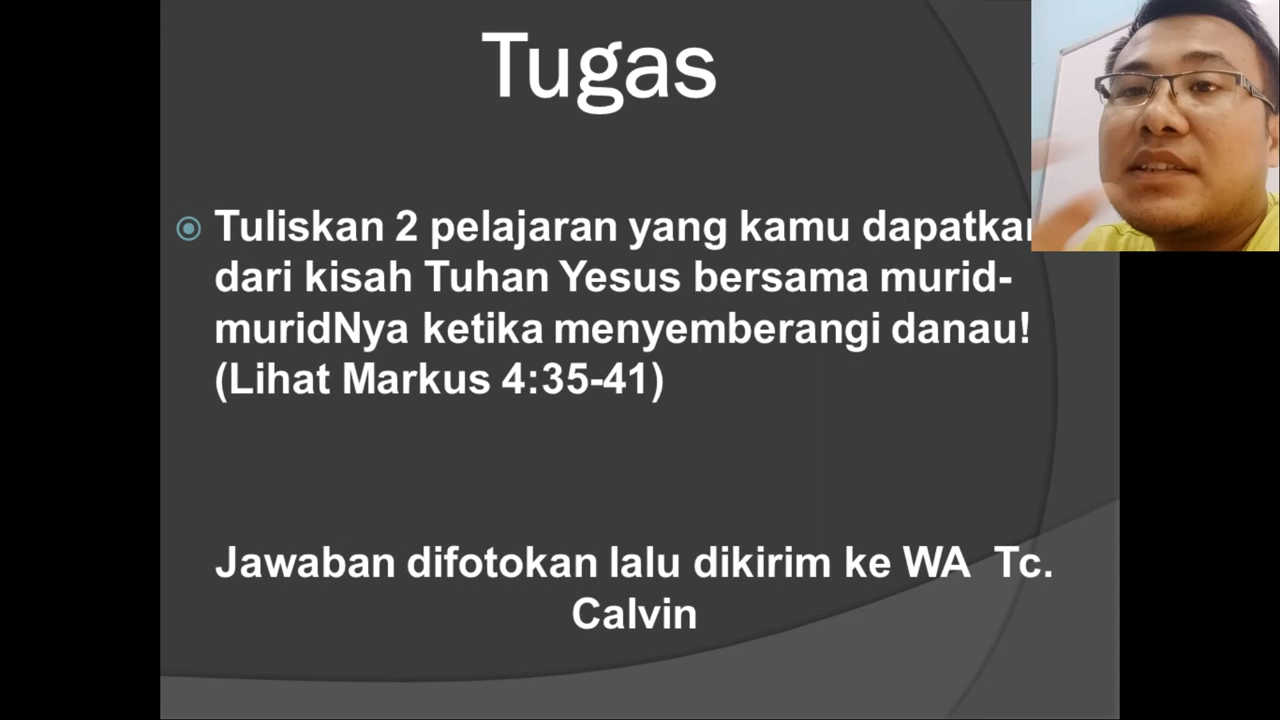 Tugas
Tuliskan 2 pelajaran yang kamu dapatkan
dari kisah Tuhan Yesus bersama murid-
muridNya ketika menyemberangi danau!
(Lihat Markus 4:35-41)
Jawaban difotokan lalu dikirim ke WA Tc.
Calvin